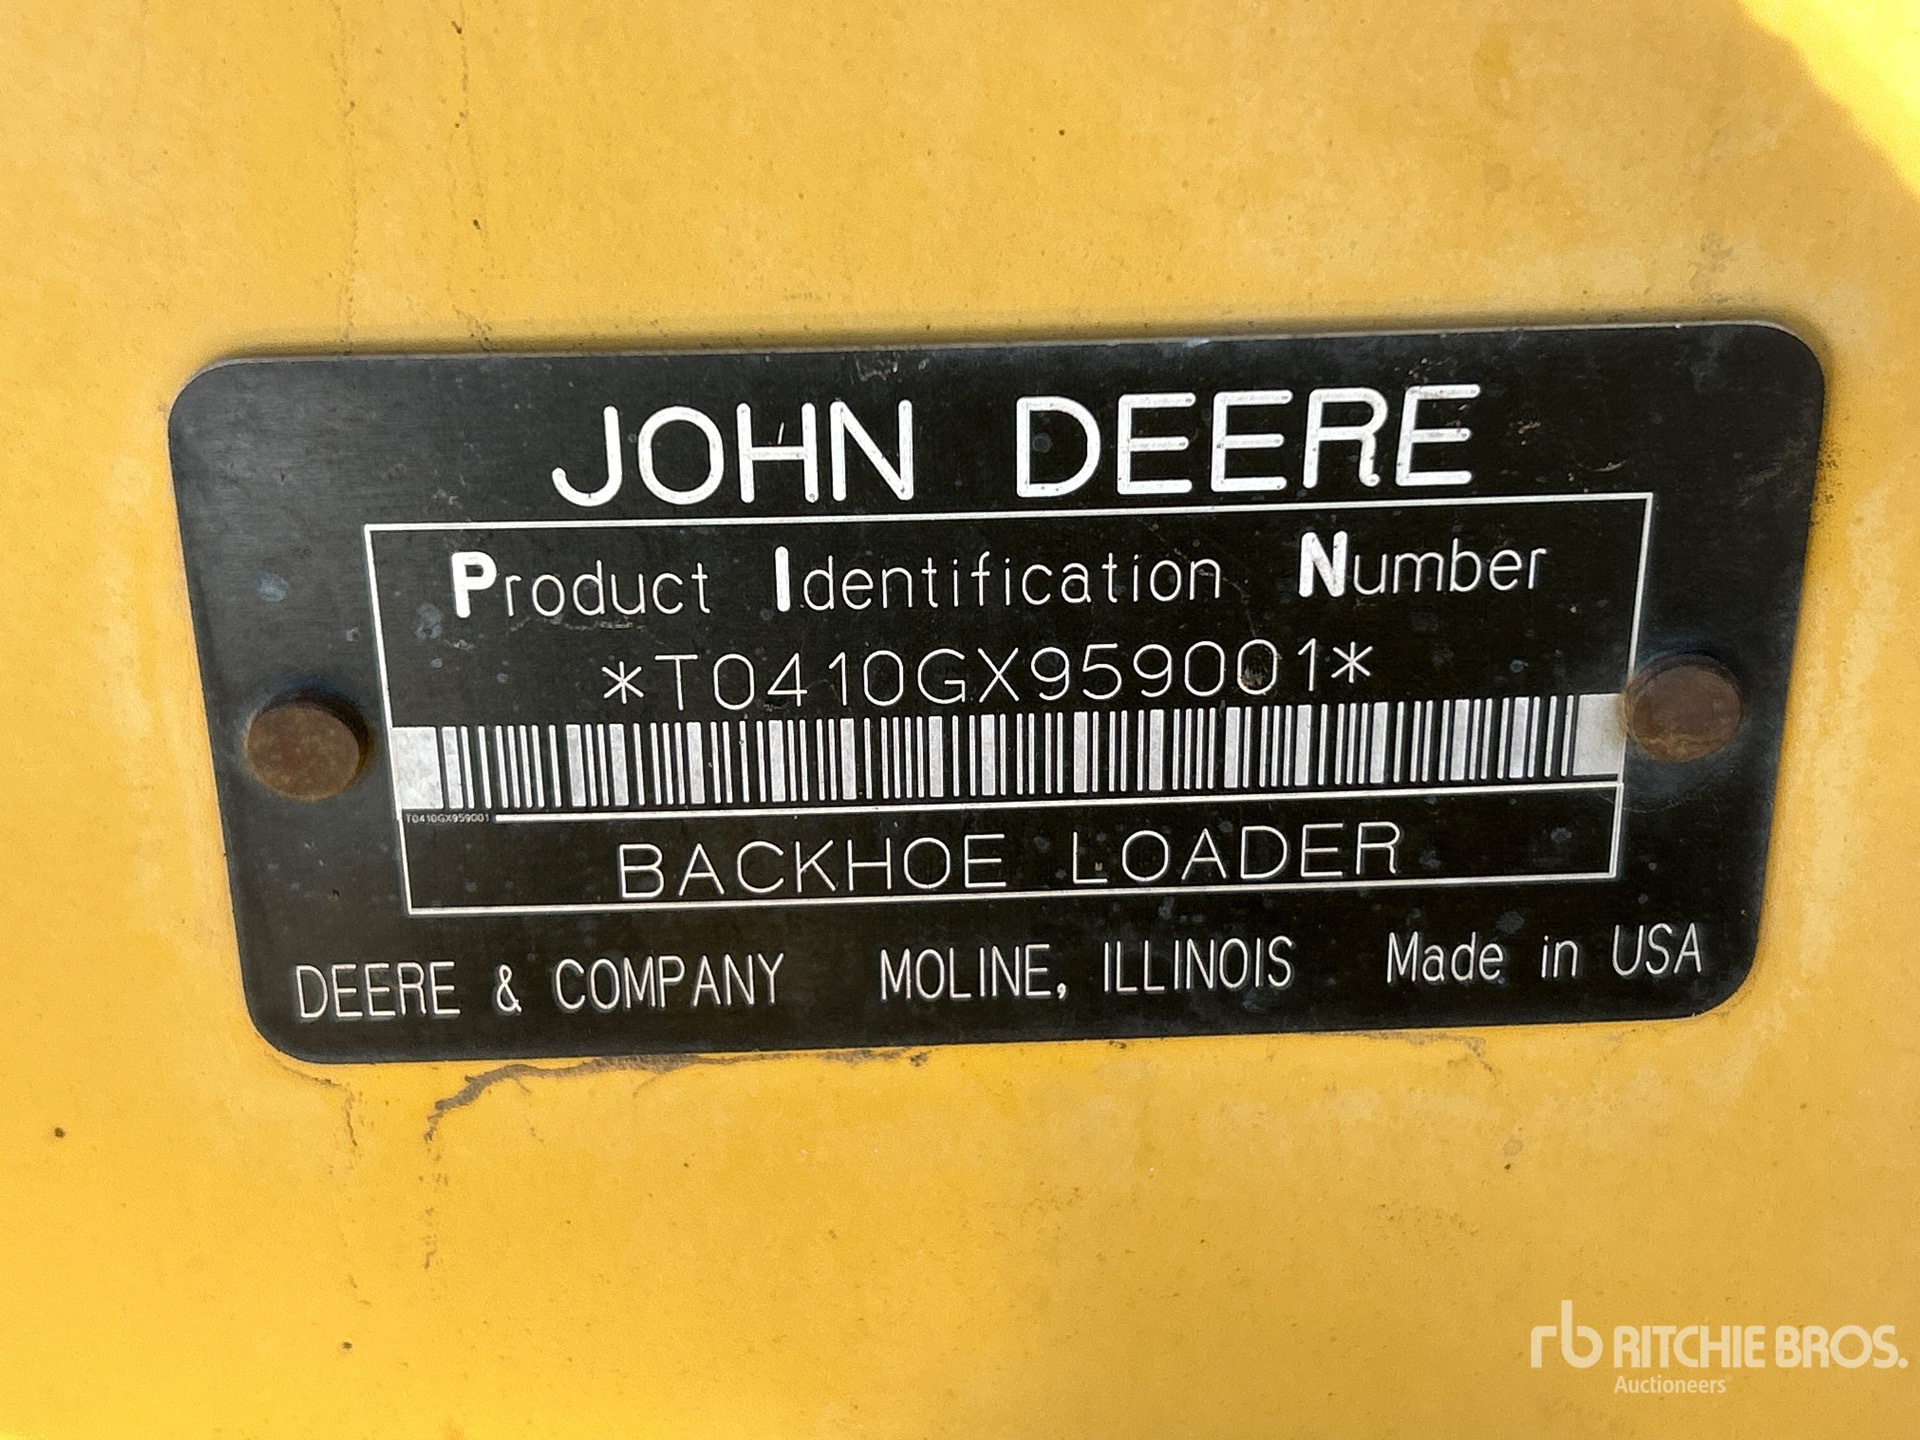 JOHN DEERE
Product Identification Number
*T0410GX959001*
T0410GX959001
BACKHOE LOADER
DEERE & COMPANY MOLINE, ILLINOIS Made in USA
rb RITCHIE BROS.
Auctioneers